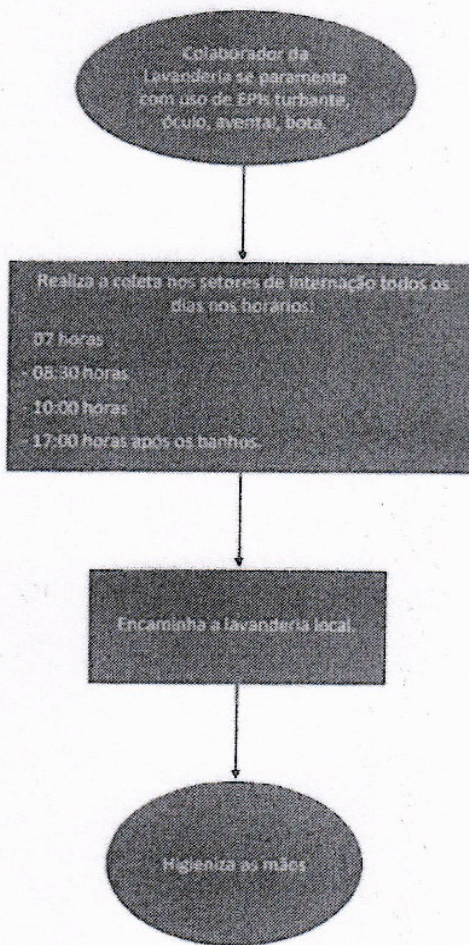 Colaborador da
Lavanderia se paramenta
com uso de EPIs turbante,
óculo, avental, bota.
Realiza a coleta nos setores de internação todos os
dias nos horários:
- 07 horas
- 08:30 horas
- 10:00 horas
- 17:00 horas após os banhos.
Encaminha a lavanderia local.
Higieniza as mãos